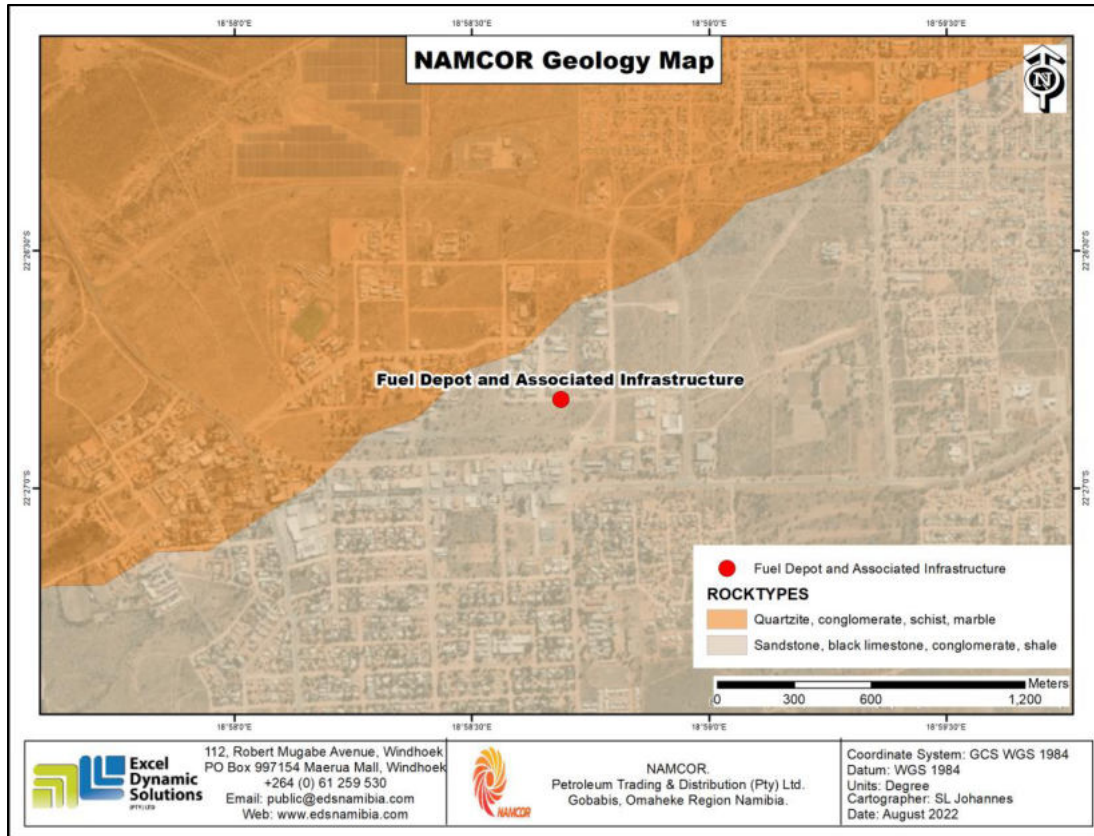 18°58'0"E
18°58'30"E
18°59'0"E
18°59'30"E
NAMCOR Geology Map
N
22°26'30"S
22°26'30"S
Fuel Depot and Associated Infrastructure
22°27'0"S
22°27'0"S
Fuel Depot and Associated Infrastructure
ROCKTYPES
Quartzite, conglomerate, schist, marble
Sandstone, black limestone, conglomerate, shale
Meters
0 300 600 1,200
18°58'0"E
18°58'30"E
18°59'0"E
18°59'30"E
Excel
Dynamic
Solutions
(PTY) LTD
112, Robert Mugabe Avenue, Windhoek
PO Box 997154 Maerua Mall, Windhoek
+264 (0) 61 259 530
Email: public@edsnamibia.com
Web: www.edsnamibia.com
NAMCOR
NAMCOR.
Petroleum Trading & Distribution (Pty) Ltd.
Gobabis, Omaheke Region Namibia.
Coordinate System: GCS WGS 1984
Datum: WGS 1984
Units: Degree
Cartographer: SL Johannes
Date: August 2022